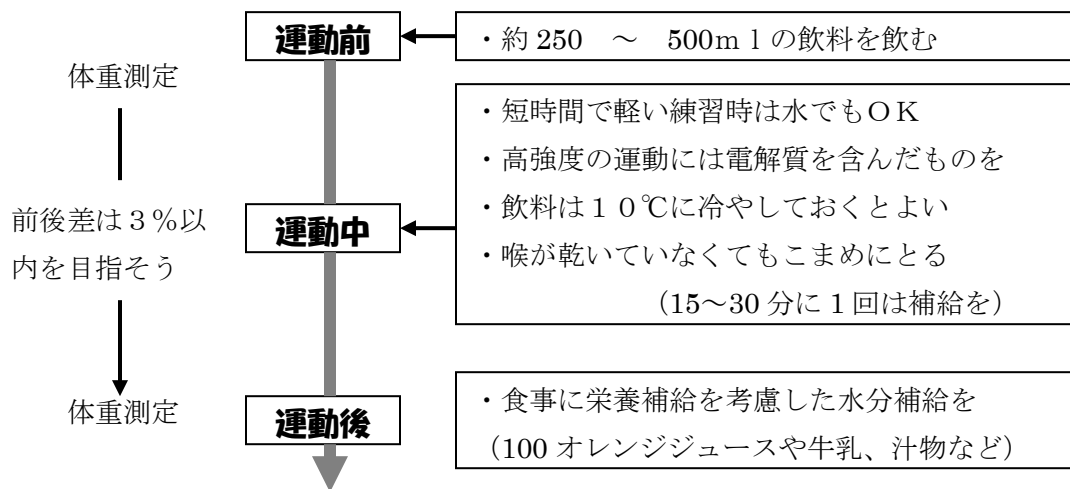 運動前
・約 250　～　500ｍｌの飲料を飲む
体重測定
・短時間で軽い練習時は水でもＯＫ
・高強度の運動には電解質を含んだものを
・飲料は１０℃に冷やしておくとよい
・喉が乾いていなくてもこまめにとる
（15～30 分に 1 回は補給を）
運動中
前後差は３％以
内を目指そう
体重測定
運動後
・食事に栄養補給を考慮した水分補給を
（100 オレンジジュースや牛乳、汁物など）